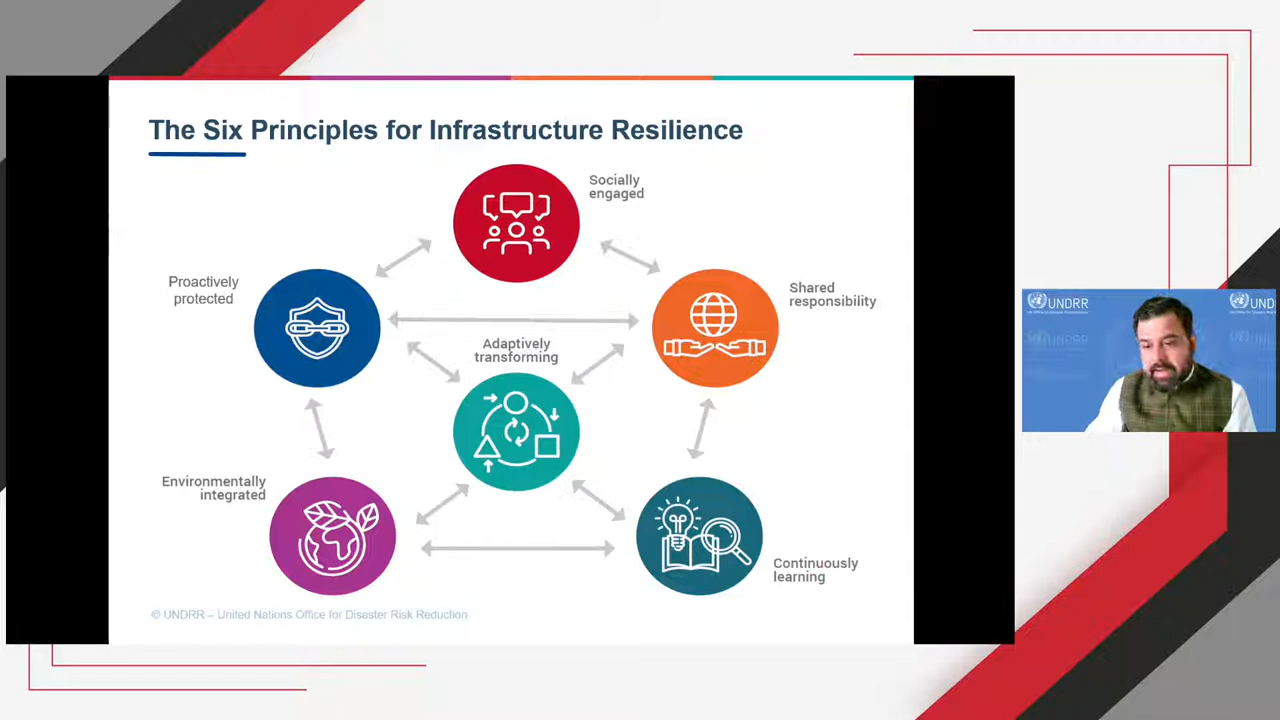 The Six Principles for Infrastructure Resilience
Socially
engaged
Proactively
protected
Shared
responsibility
Adaptively
transforming
Environmentally
integrated
Continuously
learning
© UNDRR – United Nations Office for Disaster Risk Reduction
UNDRR
UND